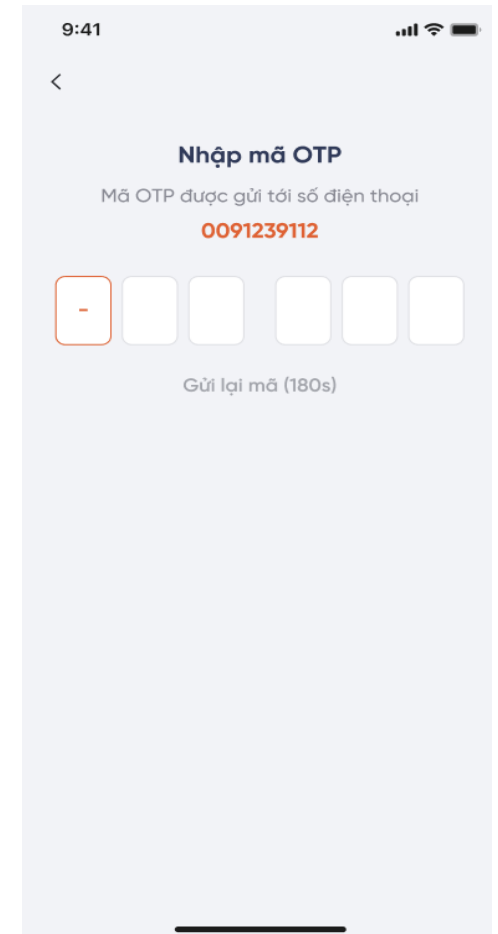 9:41
Nhập mã OTP
Mã OTP được gửi tới số điện thoại
0091239112
-
Gửi lại mã (180s)